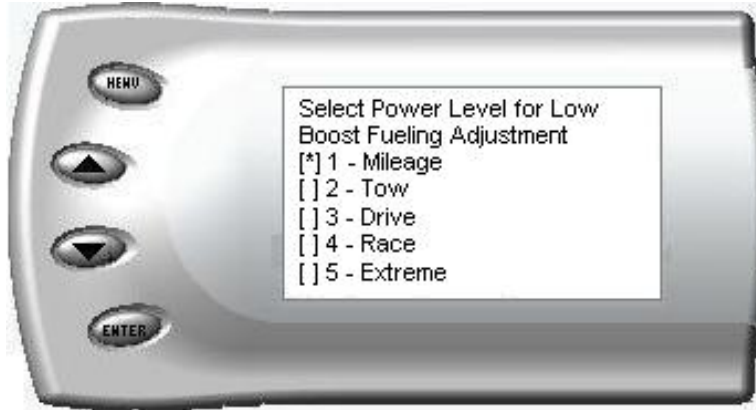 MENU
Select Power Level for Low
Boost Fueling Adjustment
[*] 1 - Mileage
[ ] 2 - Tow
[ ] 3 - Drive
[ ] 4 - Race
[ ] 5 - Extreme
ENTER